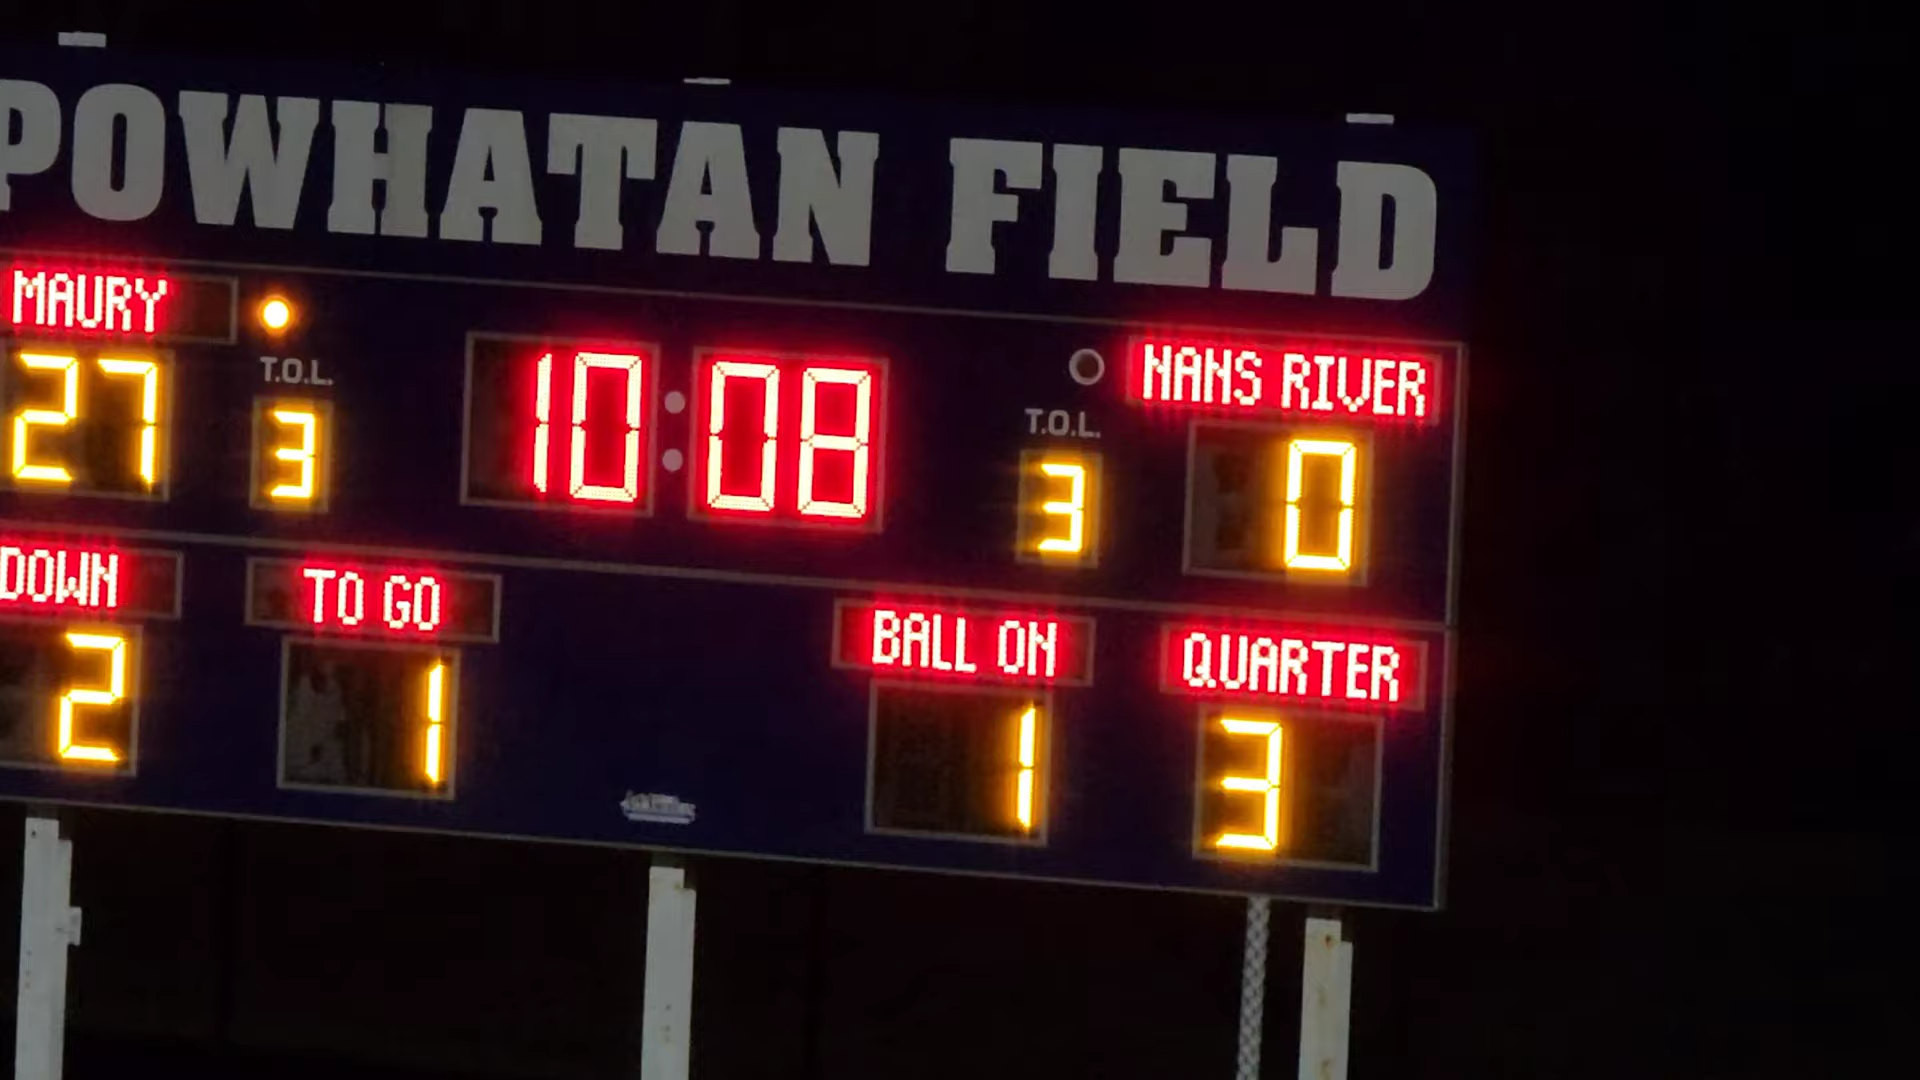 POWHATAN FIELD
MAURY
NANS RIVER
T.O.L.
T.O.L.
27
3
10:08
3
0
DOWN
TO GO
BALL ON
QUARTER
2
1
1
3